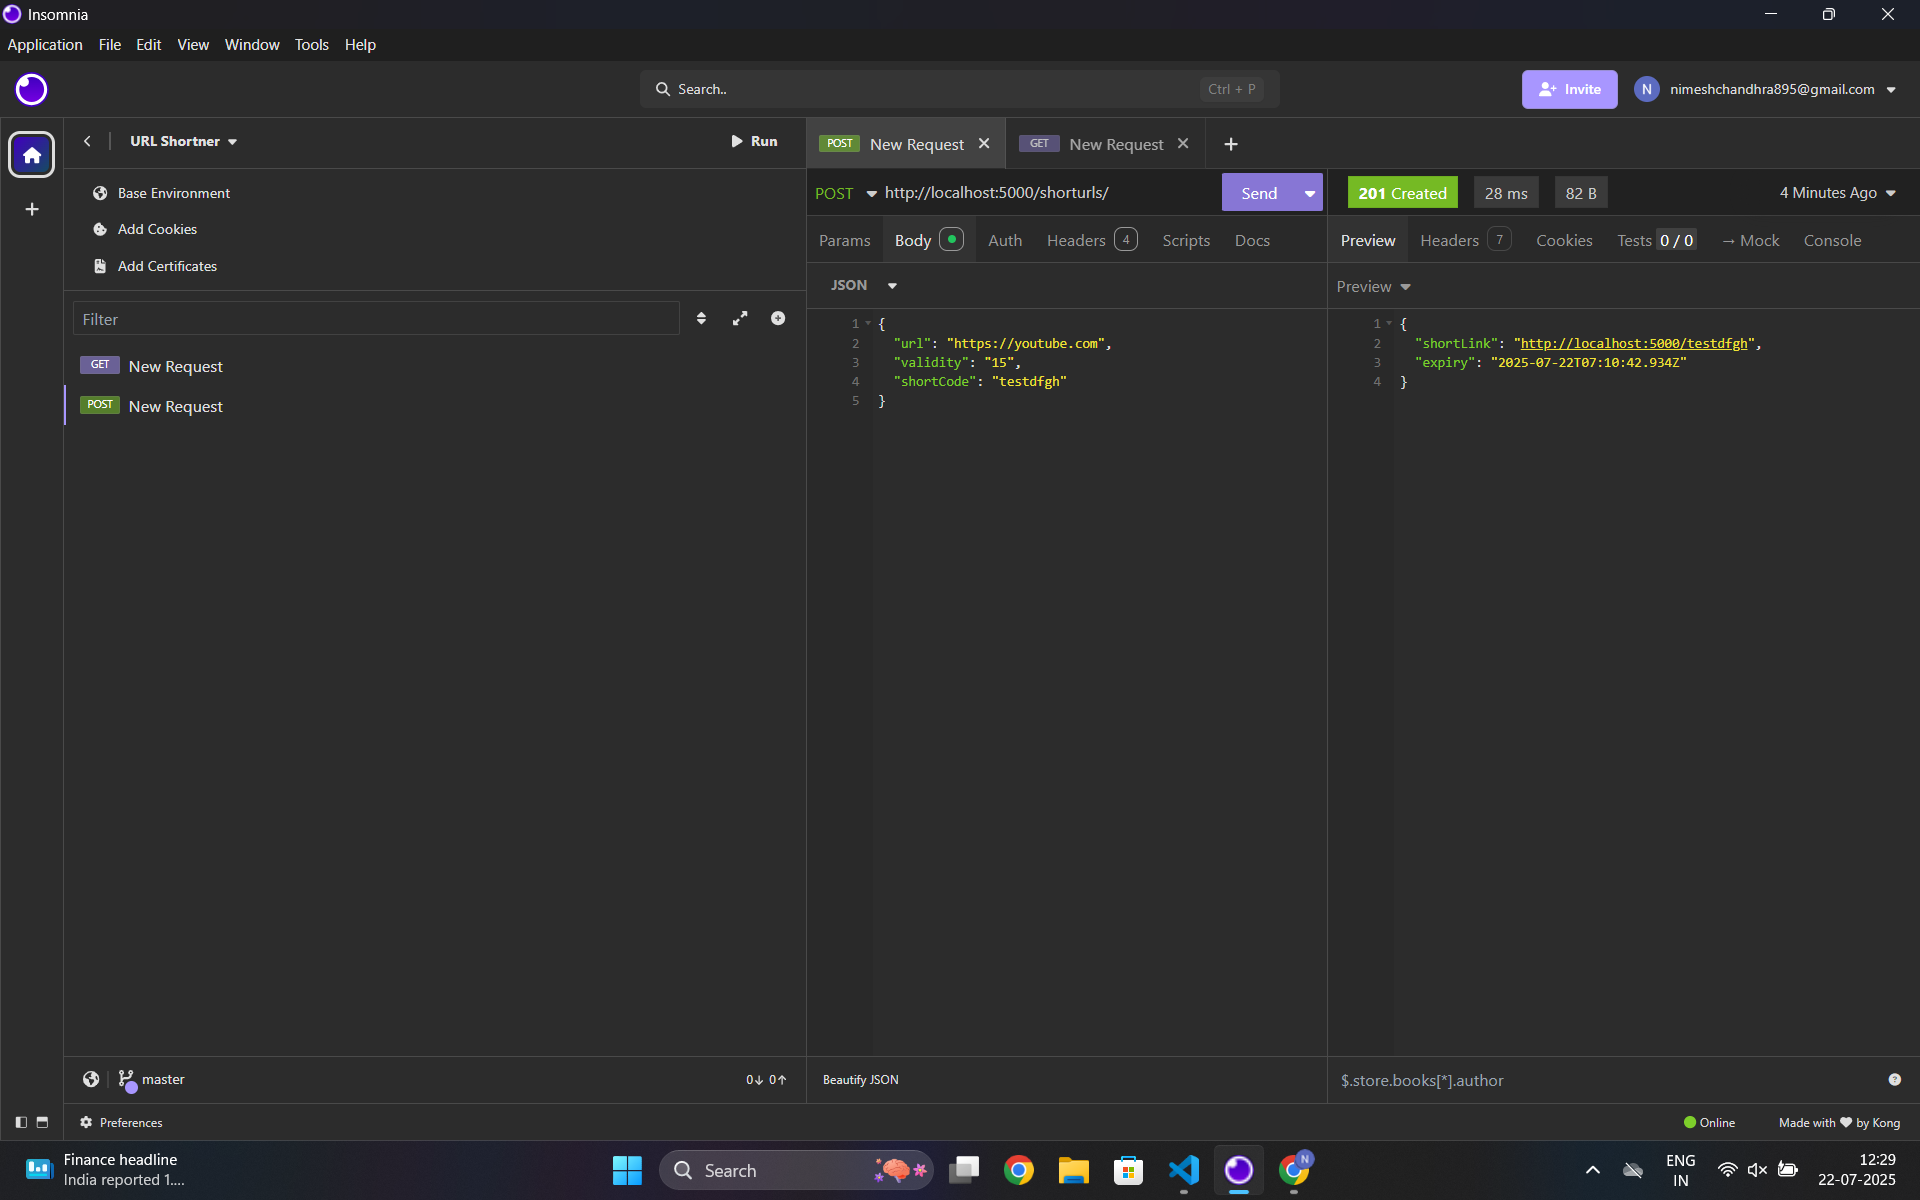 Insomnia
Application File Edit View Window Tools Help
Search.. Ctrl + P
Invite
N nimeshchandhra895@gmail.com
URL Shortner
Run
Base Environment
Add Cookies
Add Certificates
Filter
GET New Request
POST New Request
POST New Request
GET New Request
POST http://localhost:5000/shorturls/ Send
201 Created 28 ms 82 B 4 Minutes Ago
Params Body Auth Headers 4 Scripts Docs
Preview Headers 7 Cookies Tests 0 / 0 → Mock Console
JSON
1 {
2 "url": "https://youtube.com",
3 "validity": "15",
4 "shortCode": "testdfgh"
5 }
Preview
1 {
2 "shortLink": "http://localhost:5000/testdfgh",
3 "expiry": "2025-07-22T07:10:42.934Z"
4 }
master 0↓ 0↑
Beautify JSON
$.store.books[*].author
Preferences
Online
Made with ♥ by Kong
Finance headline
India reported 1....
Search
N
ENG
IN
12:29
22-07-2025